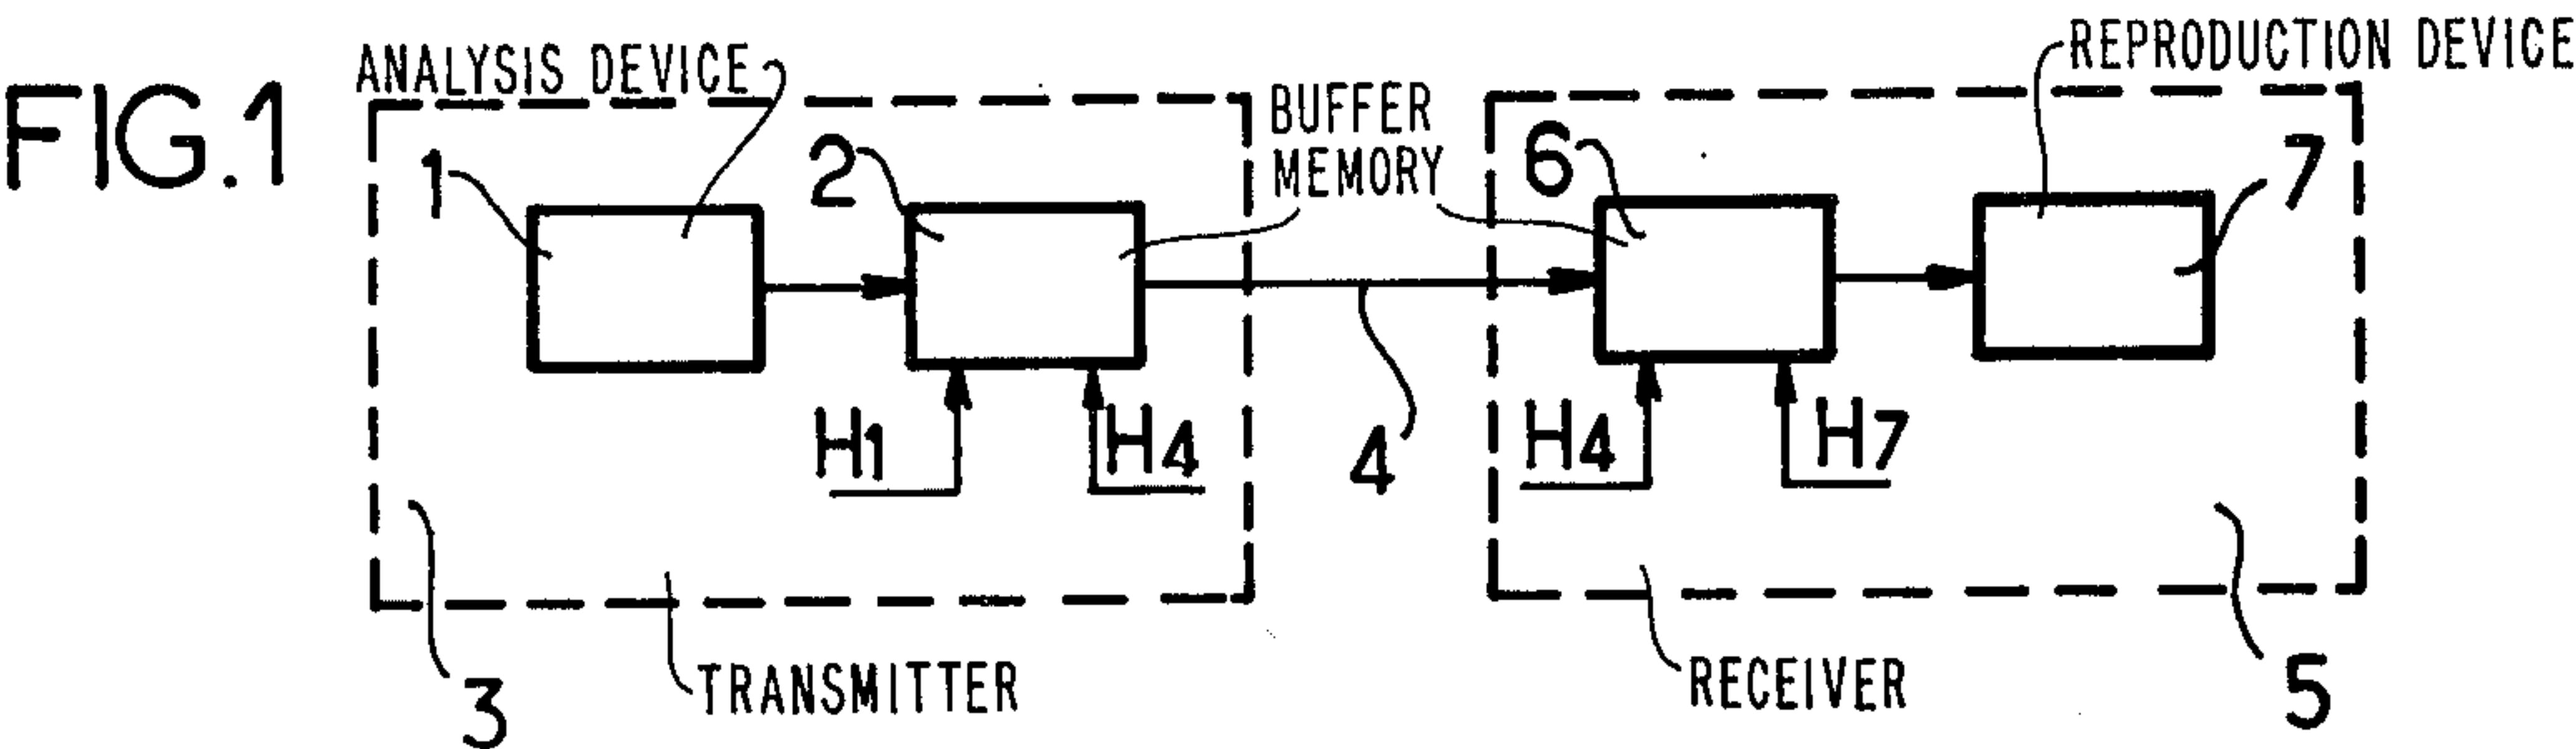 FIG.1
ANALYSIS DEVICE
BUFFER
MEMORY
REPRODUCTION DEVICE
1
2
6
7
H1
H4
4
H4
H7
3
TRANSMITTER
RECEIVER
5